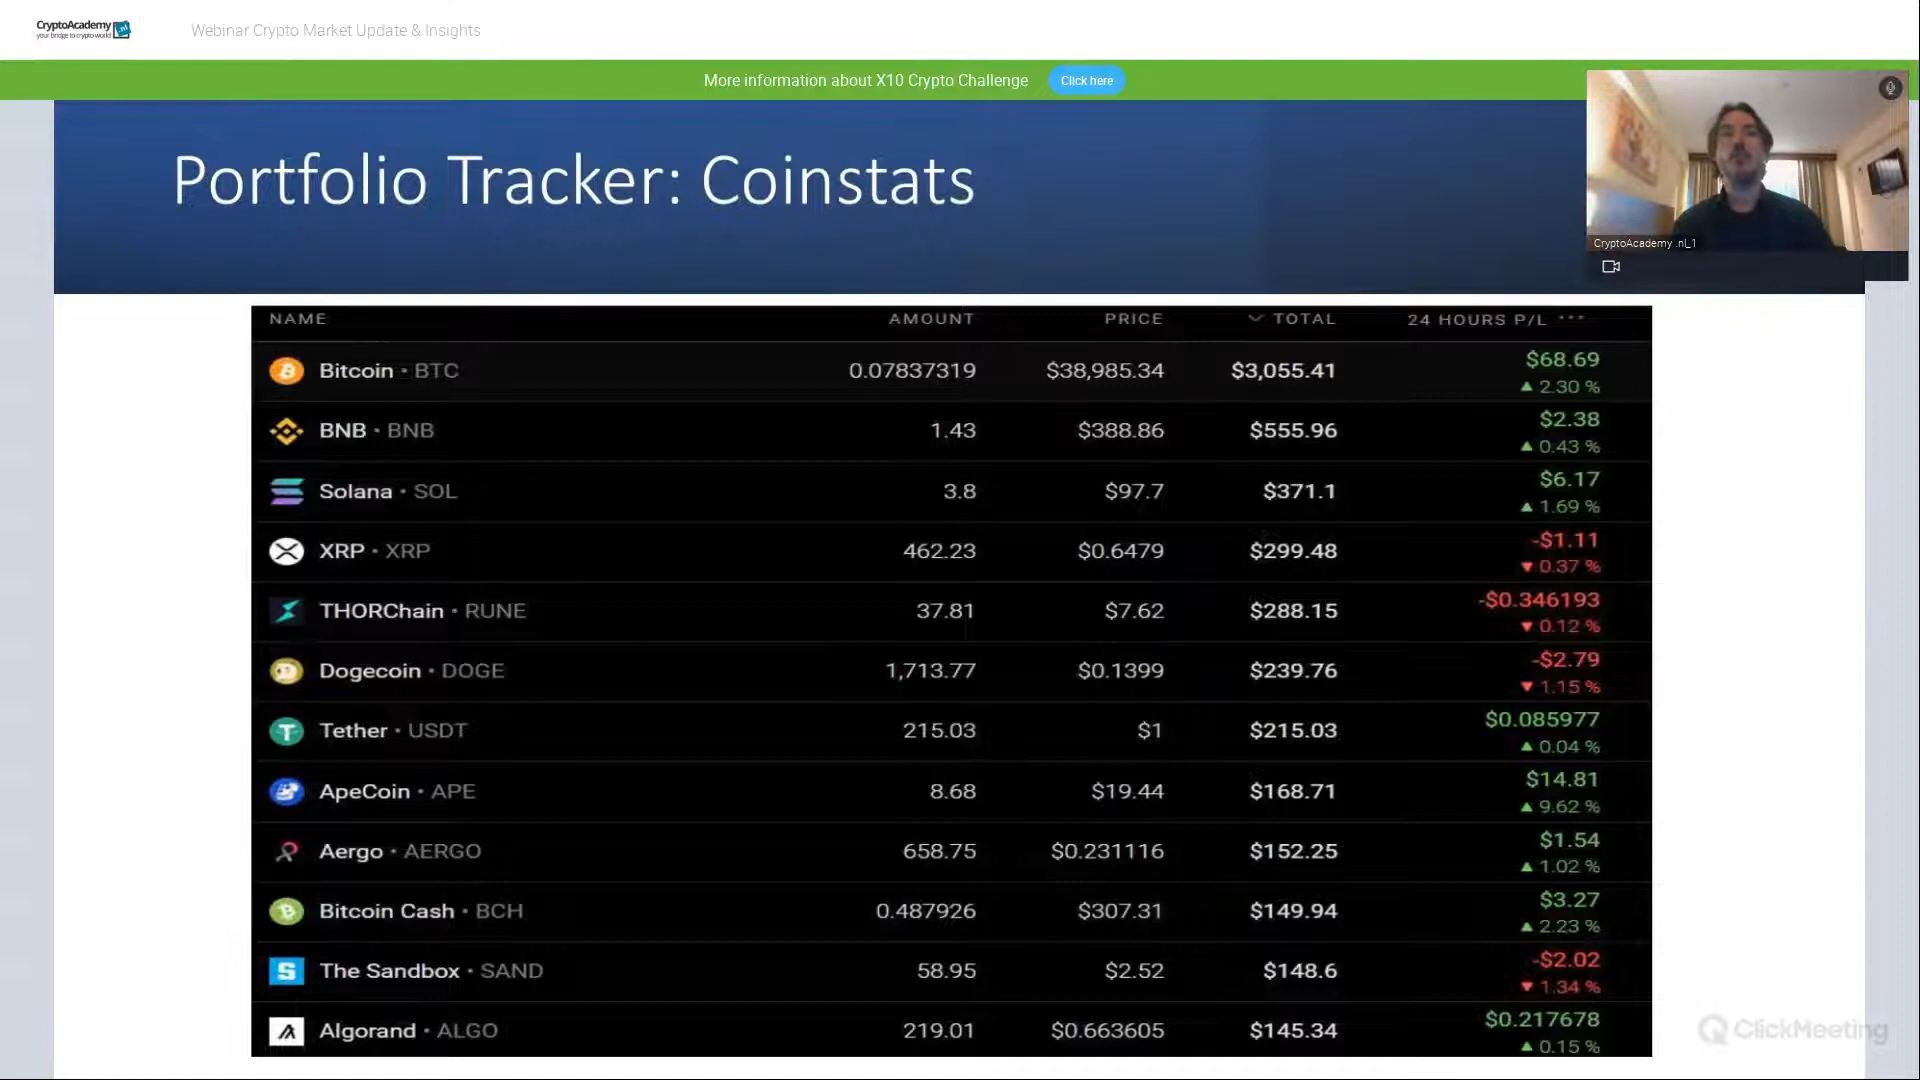 CryptoAcademy .nl
your bridge to crypto world
Webinar Crypto Market Update & Insights
More information about X10 Crypto Challenge Click here
CryptoAcademy .nl_1
Portfolio Tracker: Coinstats
NAME AMOUNT PRICE TOTAL 24 HOURS P/L ···
$68.69
Bitcoin • BTC 0.07837319 $38,985.34 $3,055.41
▲ 2.30 %
$2.38
BNB • BNB 1.43 $388.86 $555.96
▲ 0.43 %
$6.17
Solana • SOL 3.8 $97.7 $371.1
▲ 1.69 %
-$1.11
XRP • XRP 462.23 $0.6479 $299.48
▼ 0.37 %
-$0.346193
THORChain • RUNE 37.81 $7.62 $288.15
▼ 0.12 %
-$2.79
Dogecoin • DOGE 1,713.77 $0.1399 $239.76
▼ 1.15 %
$0.085977
Tether • USDT 215.03 $1 $215.03
▲ 0.04 %
$14.81
ApeCoin • APE 8.68 $19.44 $168.71
▲ 9.62 %
$1.54
Aergo • AERGO 658.75 $0.231116 $152.25
▲ 1.02 %
$3.27
Bitcoin Cash • BCH 0.487926 $307.31 $149.94
▲ 2.23 %
-$2.02
The Sandbox • SAND 58.95 $2.52 $148.6
▼ 1.34 %
$0.217678
Algorand • ALGO 219.01 $0.663605 $145.34
▲ 0.15 %
ClickMeeting